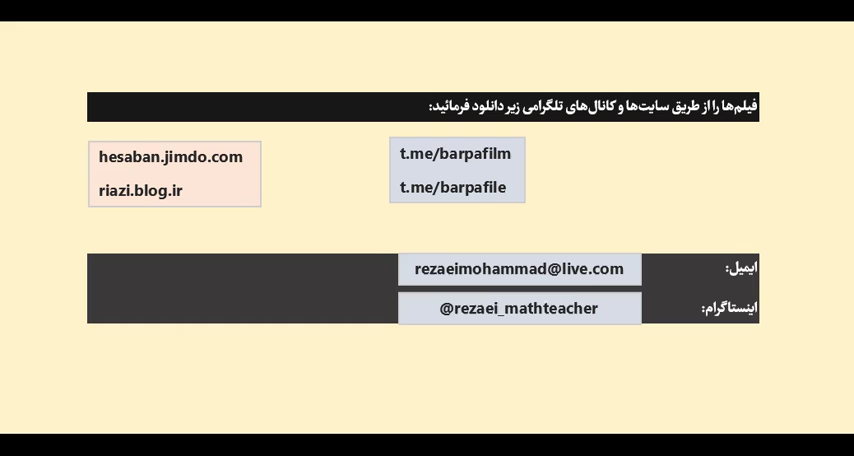 فیلم‌ها را از طریق سایت‌ها و کانال‌های تلگرامی زیر دانلود فرمائید:
t.me/barpafilm
t.me/barpafile
hesaban.jimdo.com
riazi.blog.ir
ایمیل: rezaeimohammad@live.com
اینستاگرام: @rezaei_mathteacher